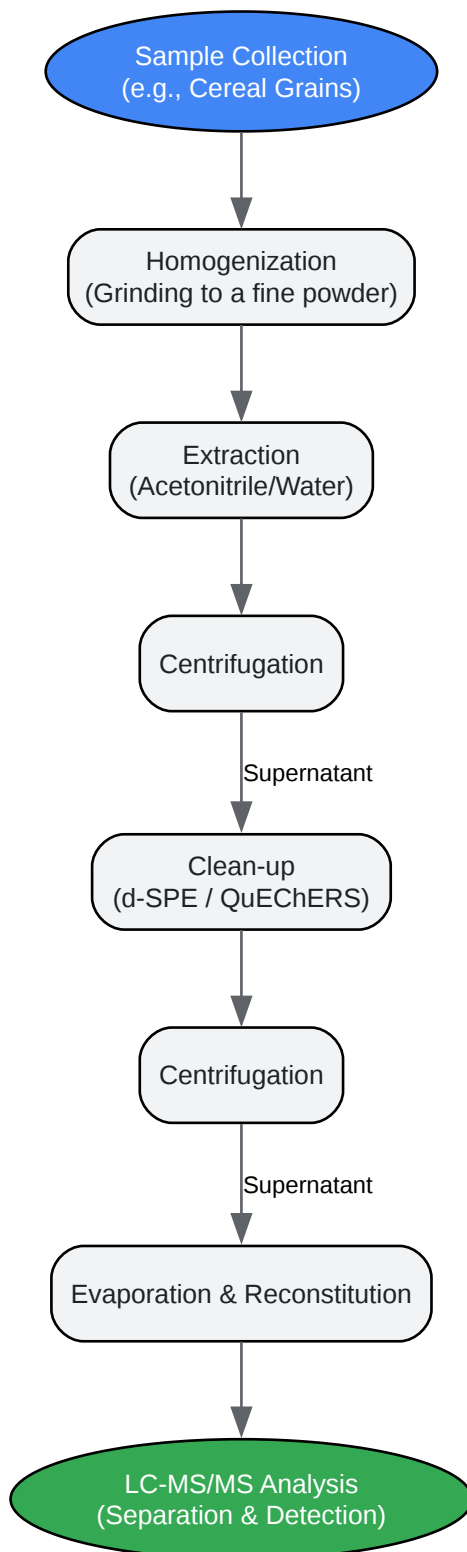 Sample Collection
(e.g., Cereal Grains)
Homogenization
(Grinding to a fine powder)
Extraction
(Acetonitrile/Water)
Centrifugation
Supernatant
Clean-up
(d-SPE / QuEChERS)
Centrifugation
Supernatant
Evaporation & Reconstitution
LC-MS/MS Analysis
(Separation & Detection)